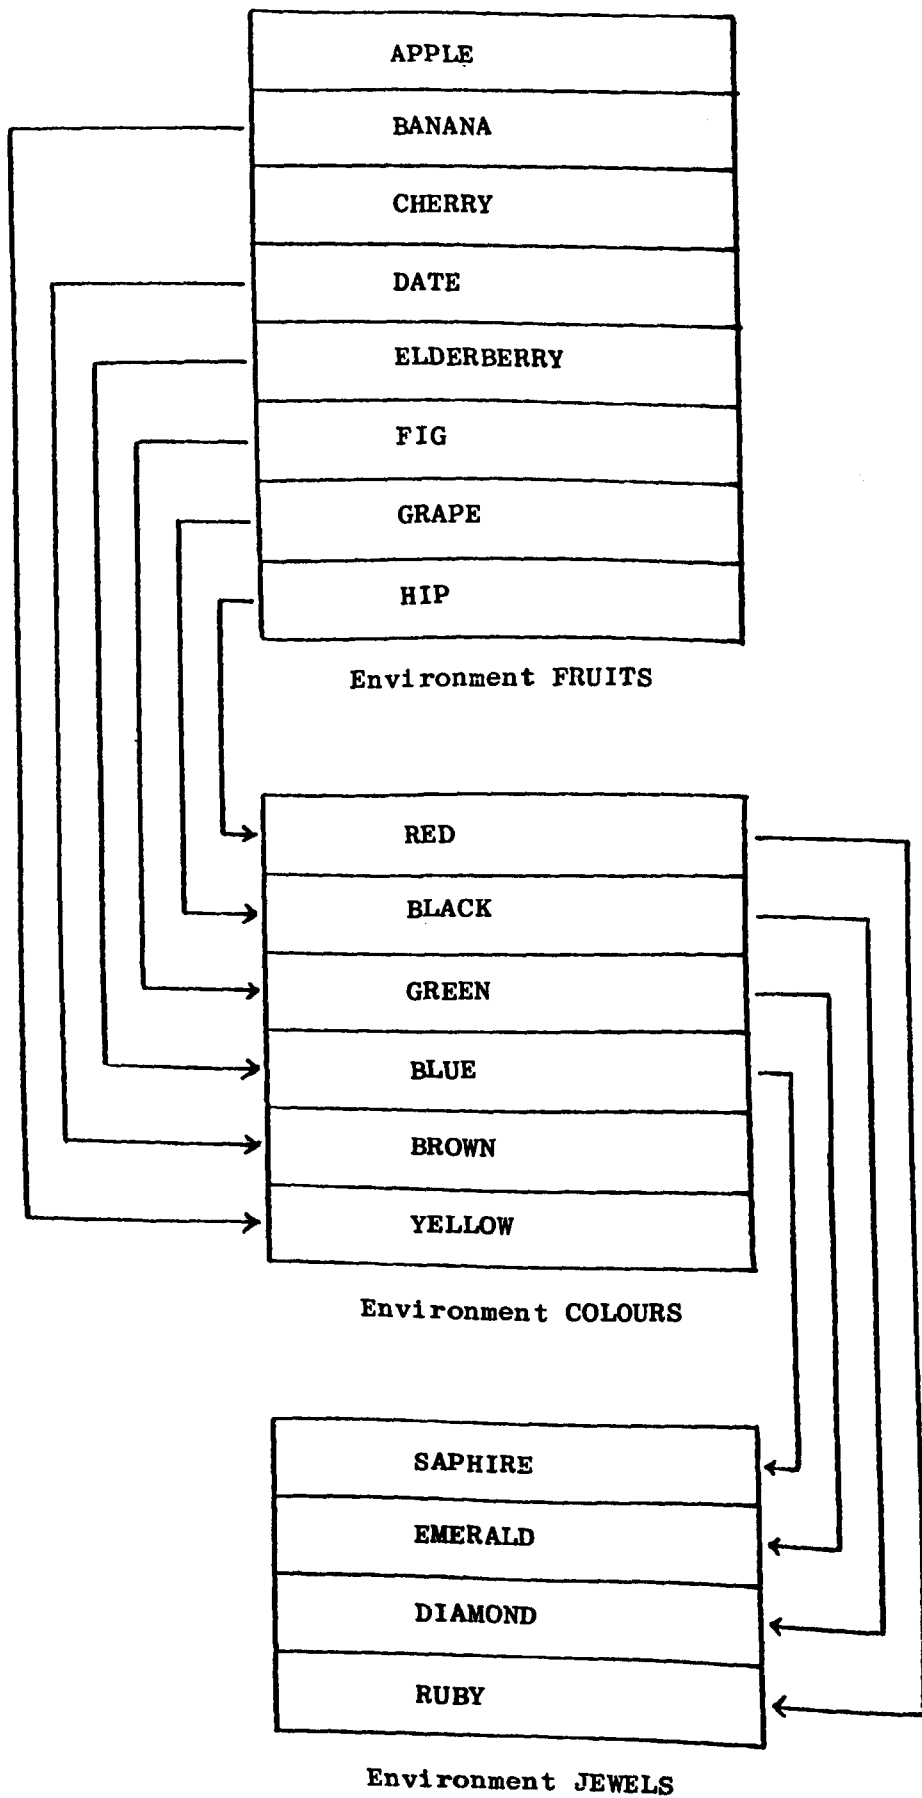 APPLE
BANANA
CHERRY
DATE
ELDERBERRY
FIG
GRAPE
HIP
Environment FRUITS
RED
BLACK
GREEN
BLUE
BROWN
YELLOW
Environment COLOURS
SAPHIRE
EMERALD
DIAMOND
RUBY
Environment JEWELS